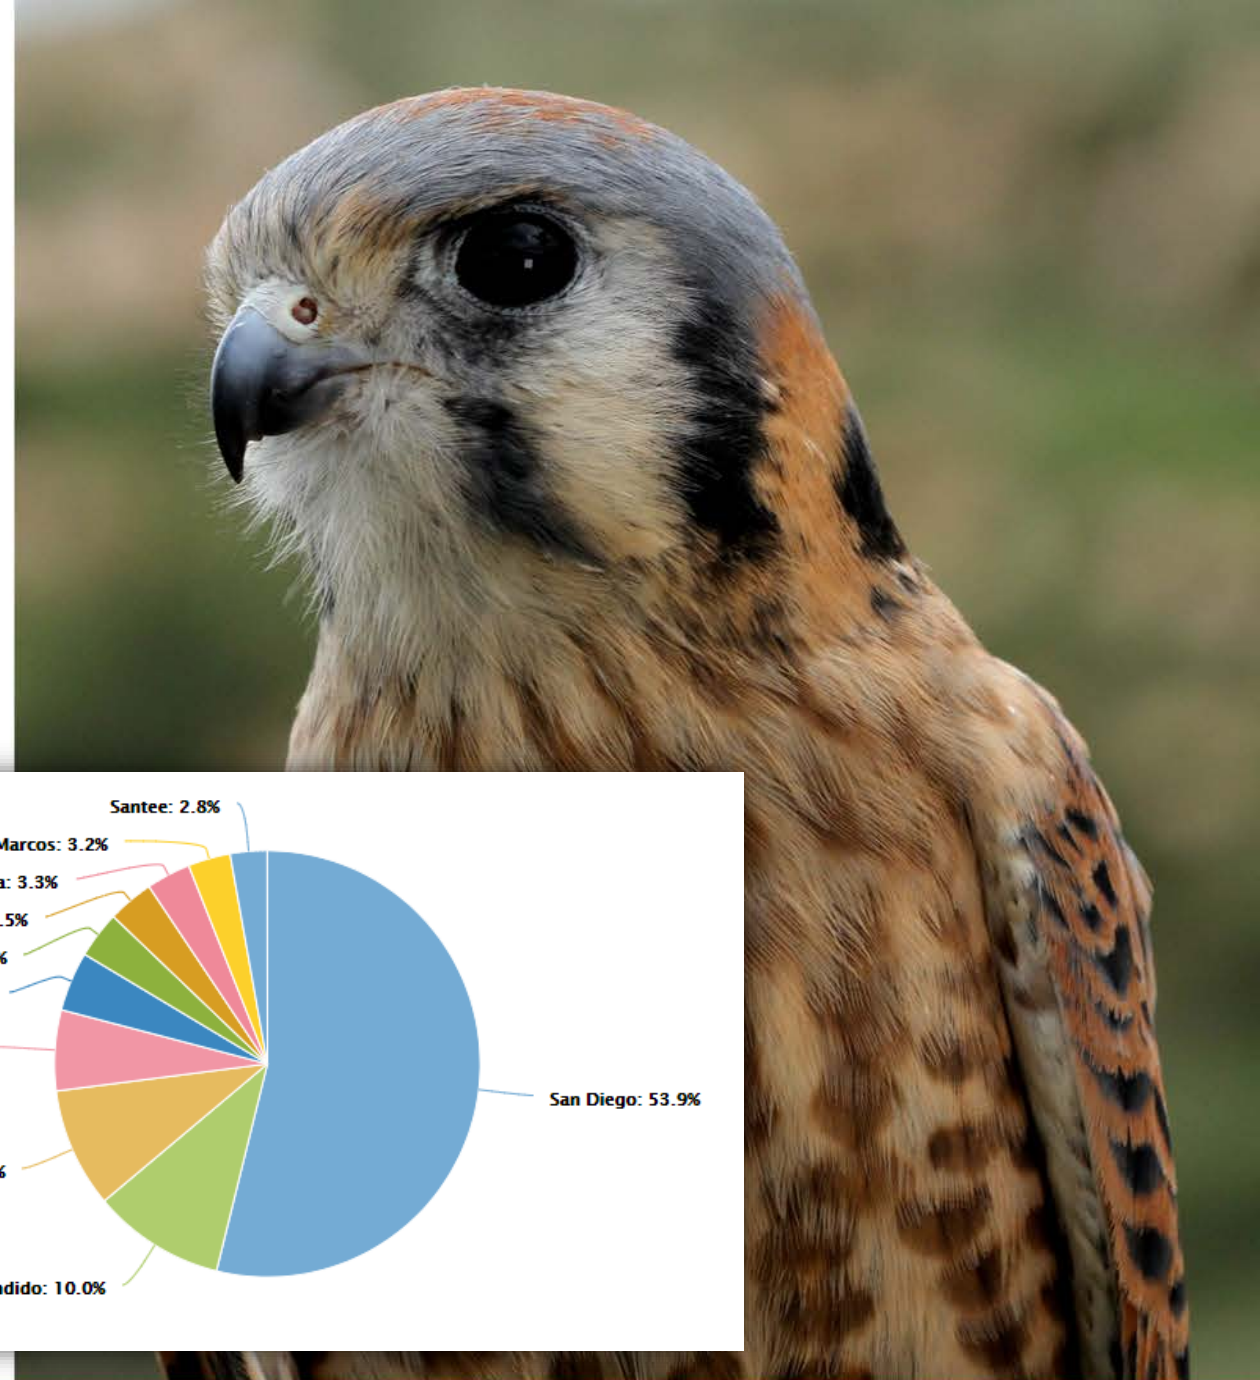 Santee: 2.8%
Marcos: 3.2%
a: 3.3%
.5%
%
San Diego: 53.9%
%
dido: 10.0%